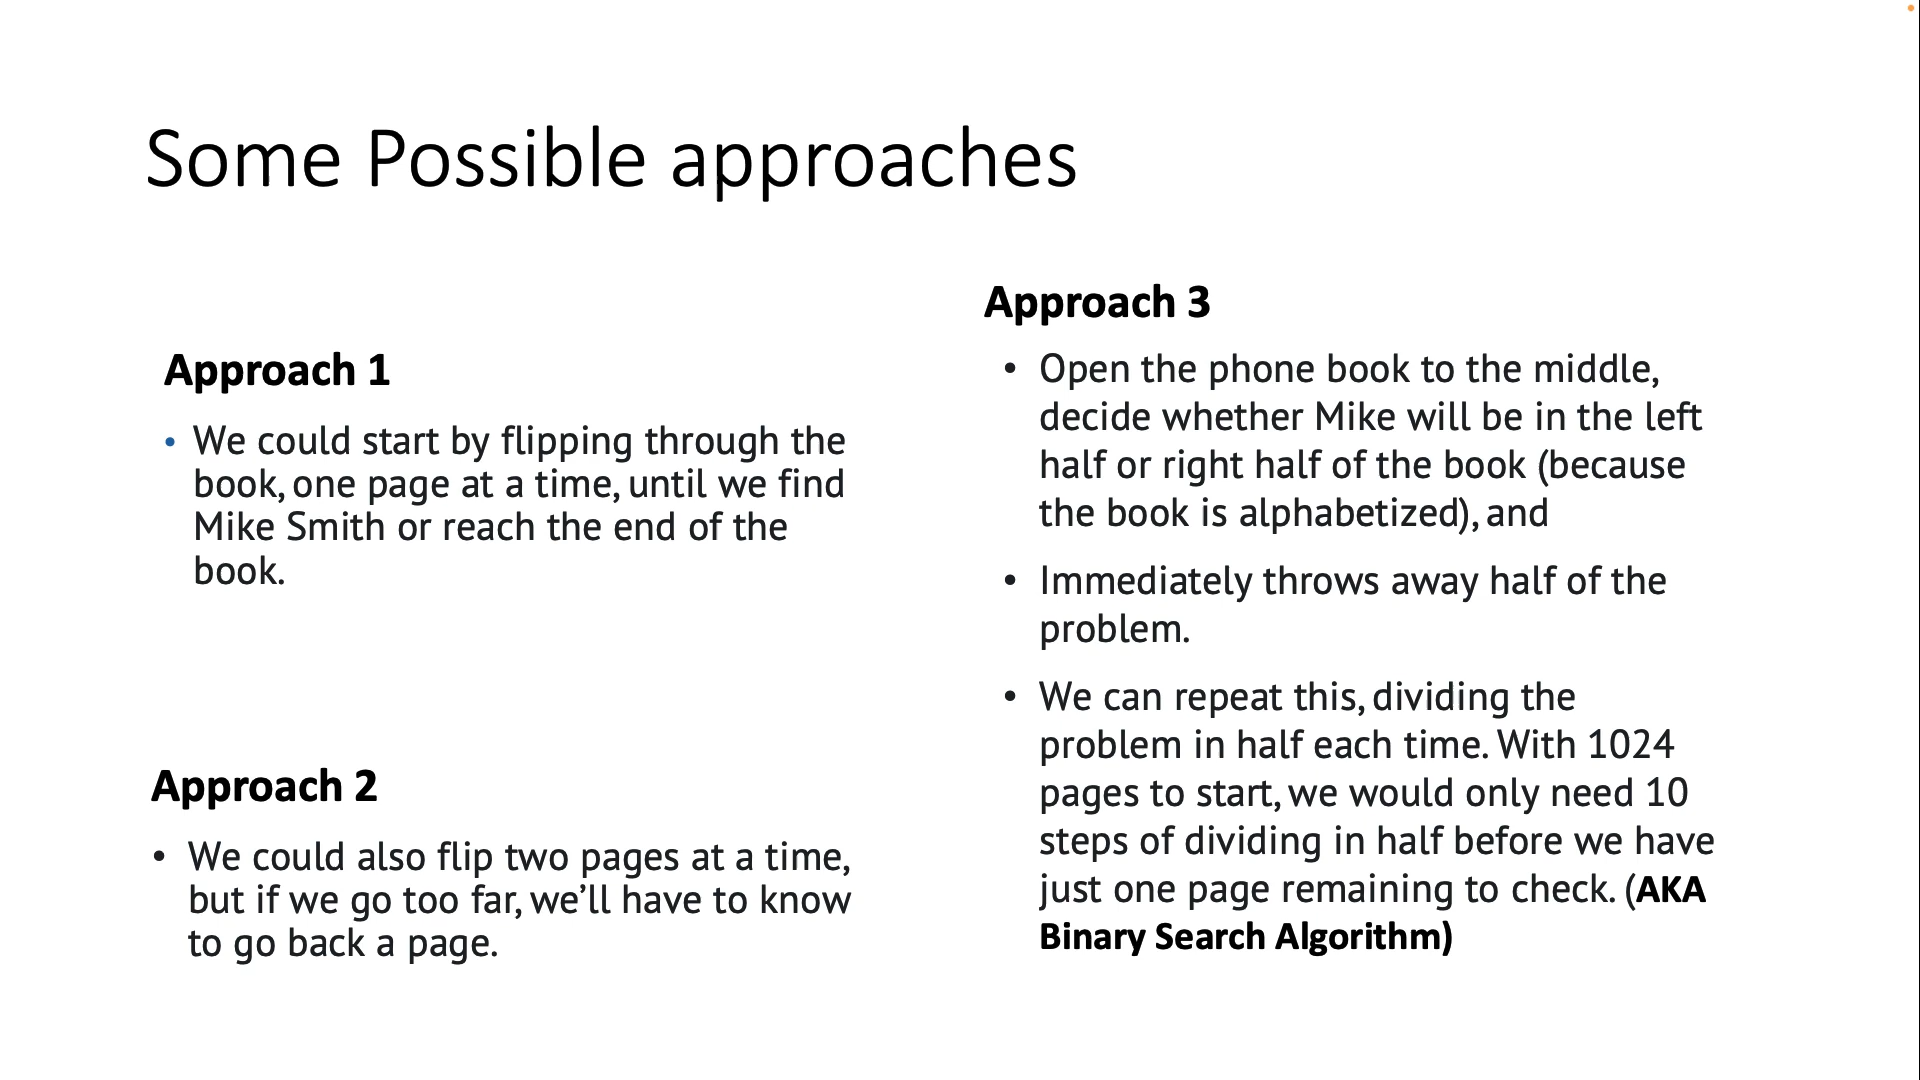 Some Possible approaches
Approach 1
• We could start by flipping through the
book, one page at a time, until we find
Mike Smith or reach the end of the
book.
Approach 2
• We could also flip two pages at a time,
but if we go too far, we’ll have to know
to go back a page.
Approach 3
• Open the phone book to the middle,
decide whether Mike will be in the left
half or right half of the book (because
the book is alphabetized), and
• Immediately throws away half of the
problem.
• We can repeat this, dividing the
problem in half each time. With 1024
pages to start, we would only need 10
steps of dividing in half before we have
just one page remaining to check. (AKA
Binary Search Algorithm)